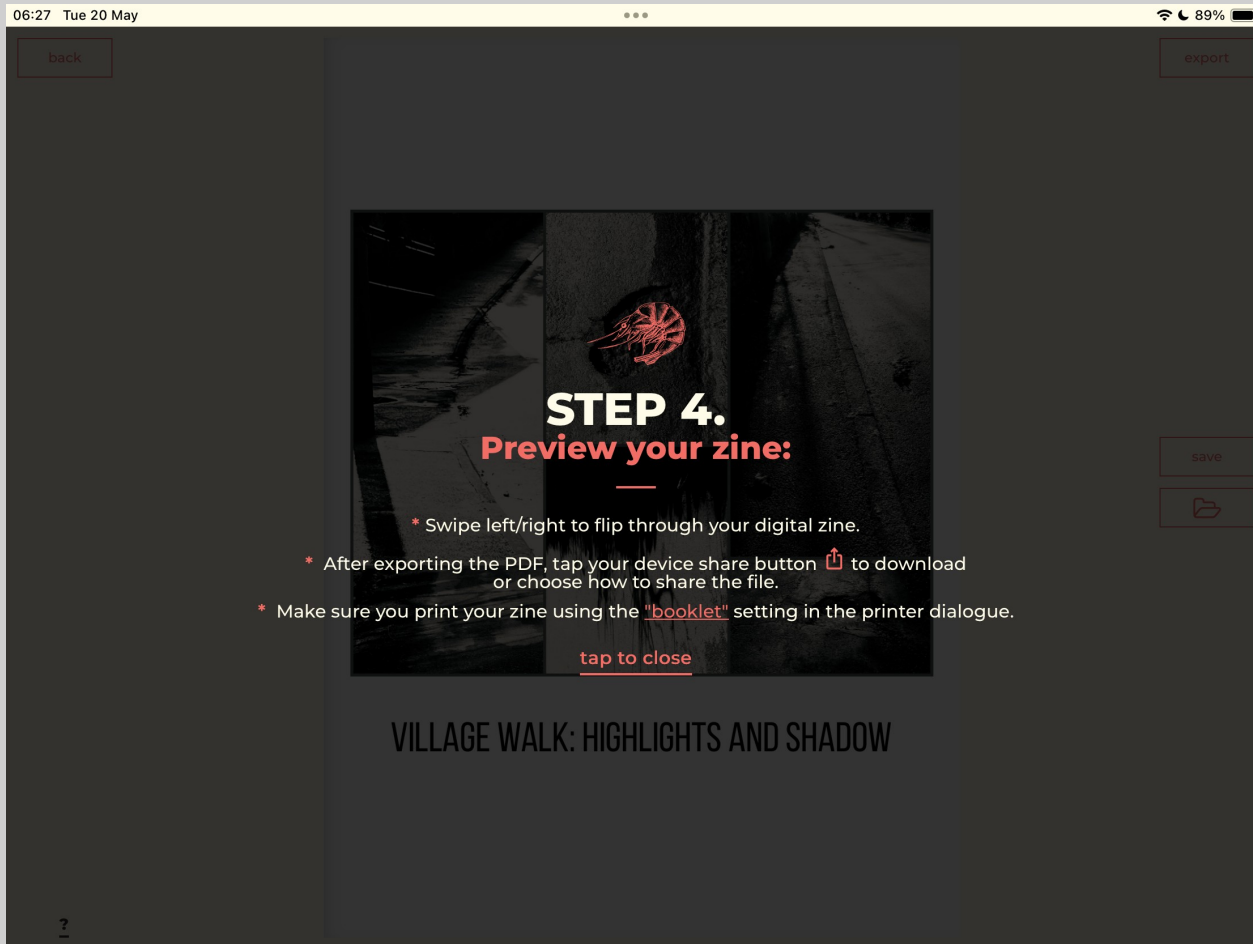 06:27 Tue 20 May
89%
back
export
STEP 4.
Preview your zine:
* Swipe left/right to flip through your digital zine.
* After exporting the PDF, tap your device share button to download
or choose how to share the file.
save
* Make sure you print your zine using the "booklet" setting in the printer dialogue.
tap to close
VILLAGE WALK: HIGHLIGHTS AND SHADOW
?